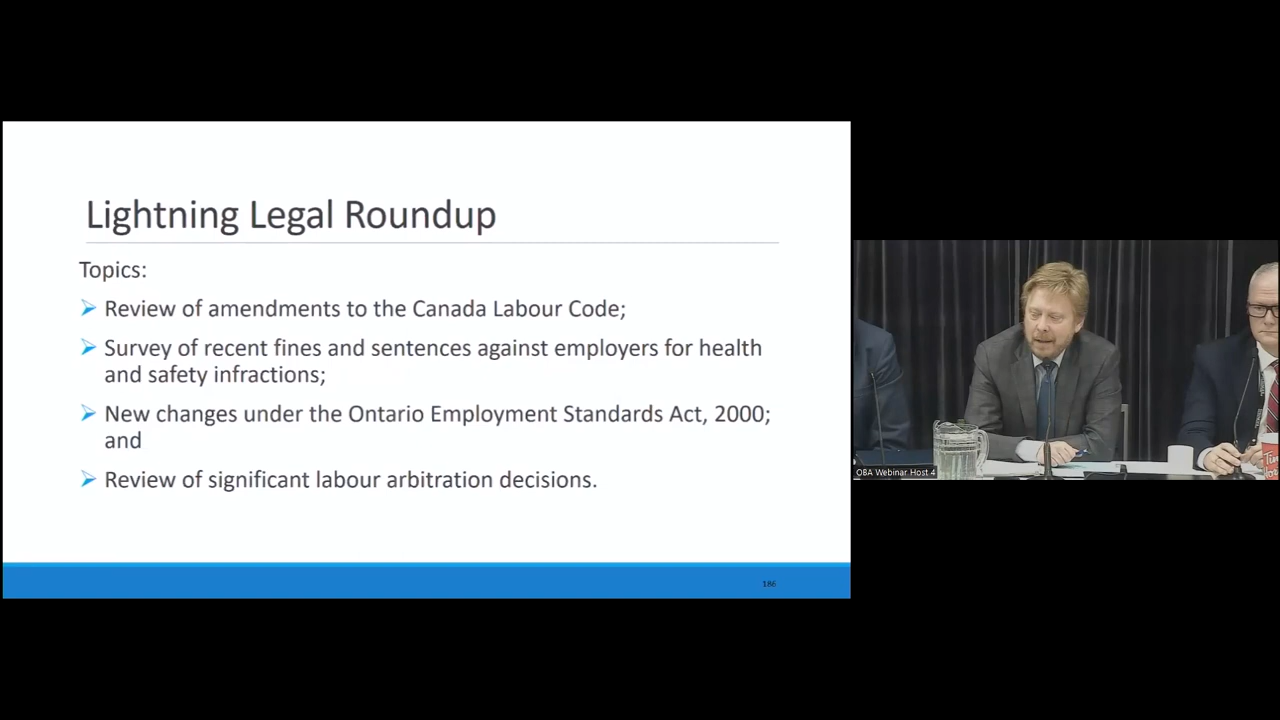 Lightning Legal Roundup
Topics:
Review of amendments to the Canada Labour Code;
Survey of recent fines and sentences against employers for health
and safety infractions;
New changes under the Ontario Employment Standards Act, 2000;
and
Review of significant labour arbitration decisions.
186
OBA Webinar Host 4